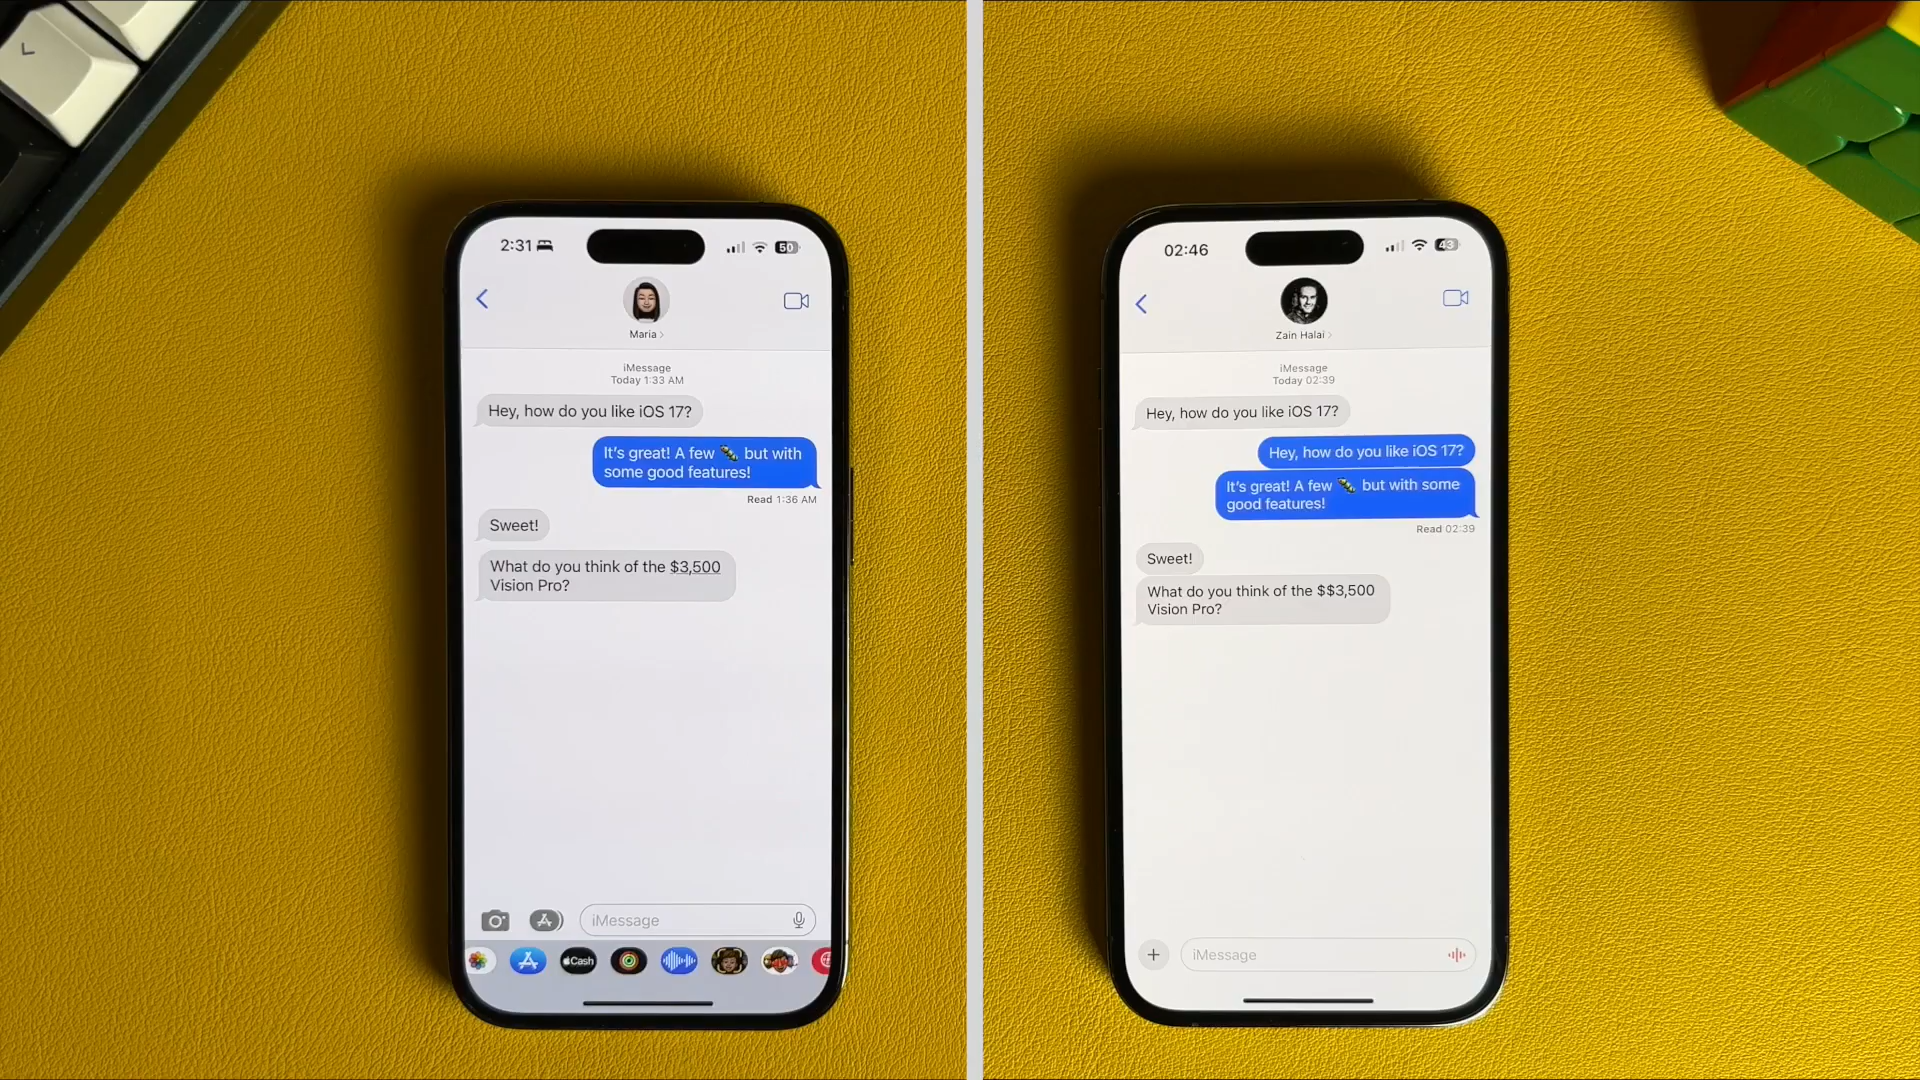 2:31
50
Maria
iMessage
Today 1:33 AM
Hey, how do you like iOS 17?
It's great! A few 🐛 but with
some good features!
Read 1:36 AM
Sweet!
What do you think of the $3,500
Vision Pro?
iMessage
Cash
02:46
43
Zain Halai
iMessage
Today 02:39
Hey, how do you like iOS 17?
Hey, how do you like iOS 17?
It's great! A few 🐛 but with some
good features!
Read 02:39
Sweet!
What do you think of the $$3,500
Vision Pro?
iMessage